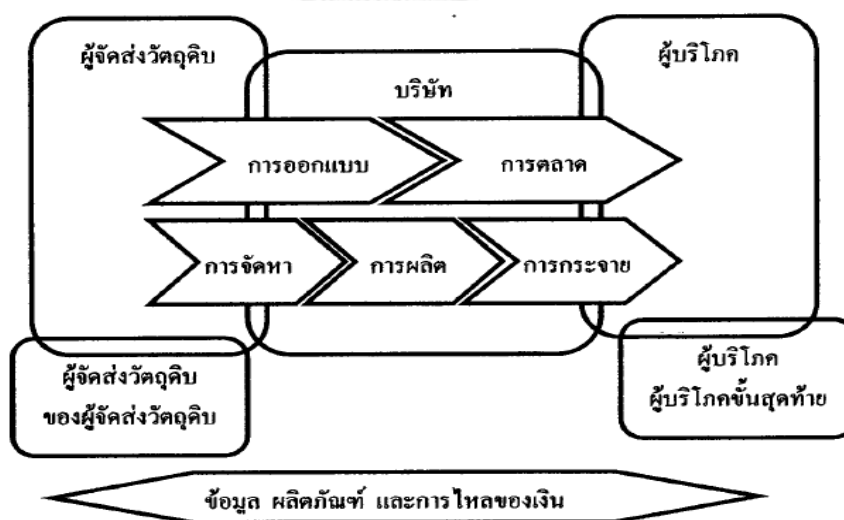 ผู้จัดส่งวัตถุดิบ
บริษัท
ผู้บริโภค
การออกแบบ
การตลาด
การจัดหา
การผลิต
การกระจาย
ผู้จัดส่งวัตถุดิบ
ของผู้จัดส่งวัตถุดิบ
ผู้บริโภค
ผู้บริโภคขั้นสุดท้าย
ข้อมูล ผลิตภัณฑ์ และการไหลของเงิน